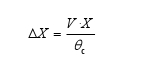 ΔX = V·X / θc